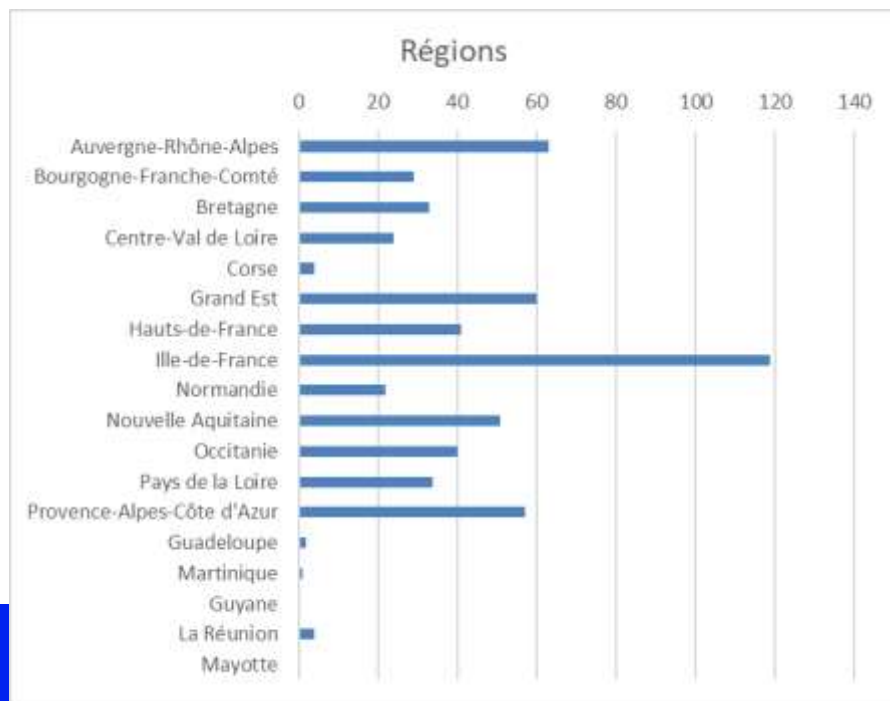 Régions
0 20 40 60 80 100 120 140
Auvergne-Rhône-Alpes
Bourgogne-Franche-Comté
Bretagne
Centre-Val de Loire
Corse
Grand Est
Hauts-de-France
Ille-de-France
Normandie
Nouvelle Aquitaine
Occitanie
Pays de la Loire
Provence-Alpes-Côte d'Azur
Guadeloupe
Martinique
Guyane
La Réunion
Mayotte